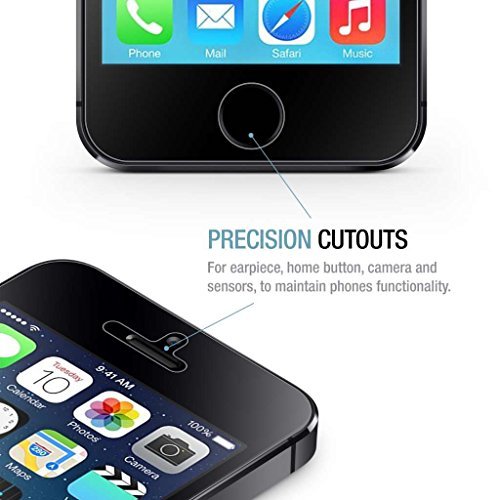 Phone Mail Safari Music
PRECISION CUTOUTS
For earpiece, home button, camera and
sensors, to maintain phones functionality.
9:41 AM
100%
Tuesday
10
Calendar Photos Camera
280
Maps